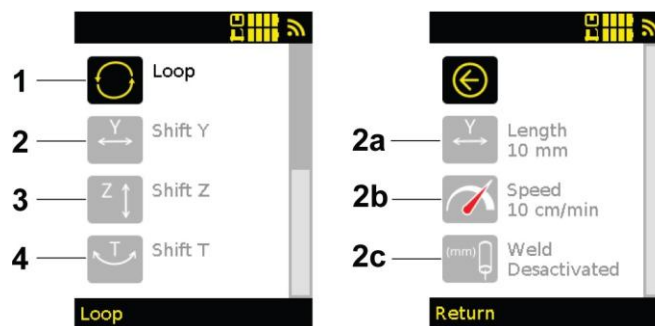 1
Loop
2
Y
Shift Y
3
Z
Shift Z
4
T
Shift T
Loop
2a
Y
Length
10 mm
2b
Speed
10 cm/min
2c
(mm)
Weld
Desactivated
Return